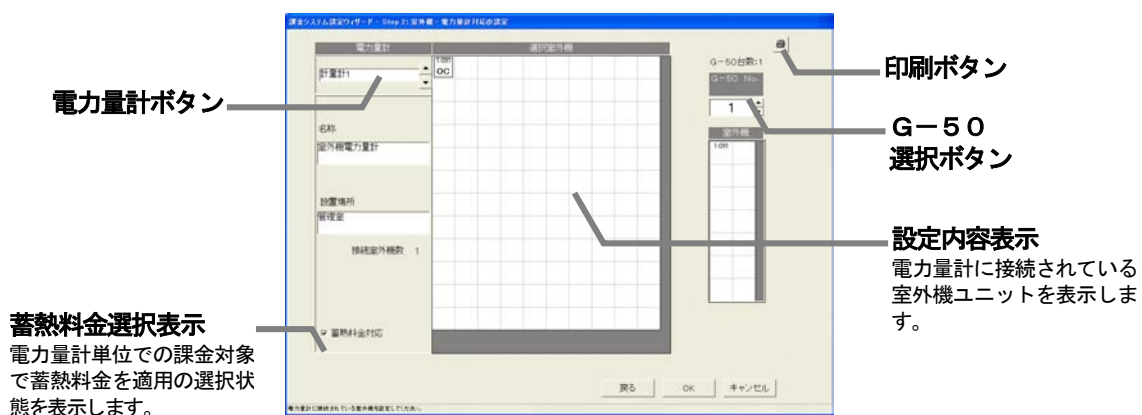 課金システム設定ウィザード - Step 2: 室外機 - 電力量計対応の設定
電力量計
選択室外機
計量計1
1-091
OC
G-50台数:1
G-50 No.
1
室外機
1-091
名称
室外機電力量計
設置場所
管理室
接続室外機数 1
蓄熱料金対応
戻る
OK
キャンセル
電力量計に接続されている室外機を設定してください。
電力量計ボタン
印刷ボタン
G-50
選択ボタン
設定内容表示
電力量計に接続されている
室外機ユニットを表示しま
す。
蓄熱料金選択表示
電力量計単位での課金対象
で蓄熱料金を適用の選択状
態を表示します。